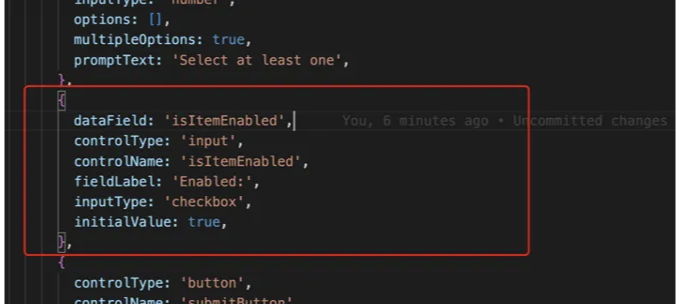 inputType: 'number',
options: [],
multipleOptions: true,
promptText: 'Select at least one',
},
{
dataField: 'isItemEnabled', You, 6 minutes ago • Uncommitted changes
controlType: 'input',
controlName: 'isItemEnabled',
fieldLabel: 'Enabled:',
inputType: 'checkbox',
initialValue: true,
},
{
controlType: 'button',
controlName: 'submitButton'